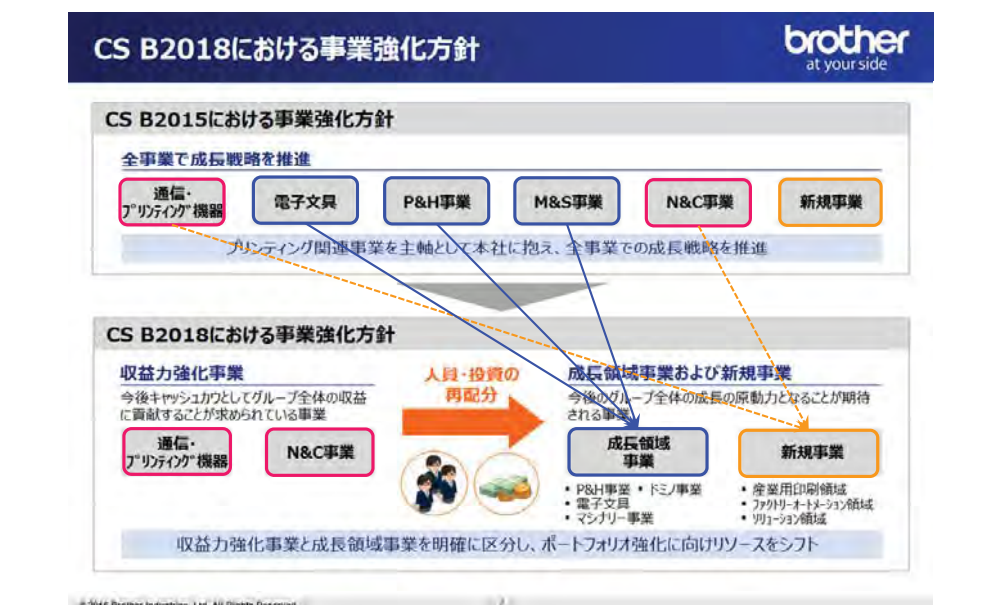 CS B2018における事業強化方針
brother
at your side
CS B2015における事業強化方針
全事業で成長戦略を推進
通信・
ﾌﾟﾘﾝﾃｨﾝｸﾞ機器
電子文具
P&H事業
M&S事業
N&C事業
新規事業
プリンティング関連事業を主軸として本社に抱え、全事業での成長戦略を推進
CS B2018における事業強化方針
収益力強化事業
今後キャッシュカウとしてグループ全体の収益
に貢献することが求められている事業
通信・
ﾌﾟﾘﾝﾃｨﾝｸﾞ機器
N&C事業
人員・投資の
再配分
成長領域事業および新規事業
今後のグループ全体の成長の原動力となることが期待
される事業
成長領域
事業
新規事業
・P&H事業 ・ドミノ事業
・電子文具
・マシナリー事業
・産業用印刷領域
・ﾌｧｸﾄﾘｰｵｰﾄﾒｰｼｮﾝ領域
・ｿﾘｭｰｼｮﾝ領域
収益力強化事業と成長領域事業を明確に区分し、ポートフォリオ強化に向けリソースをシフト